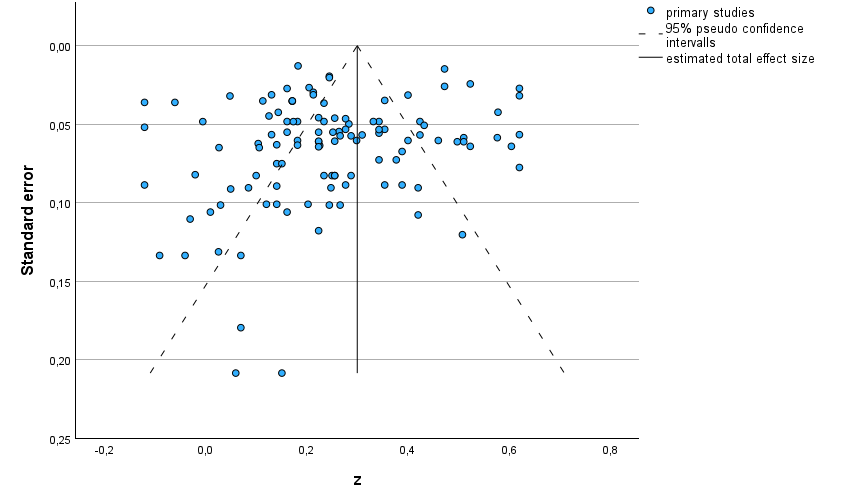 primary studies
95% pseudo confidence
intervalls
estimated total effect size
0,00
0,05
0,10
0,15
0,20
0,25
Standard error
-0,2
0,0
0,2
0,4
0,6
0,8
z